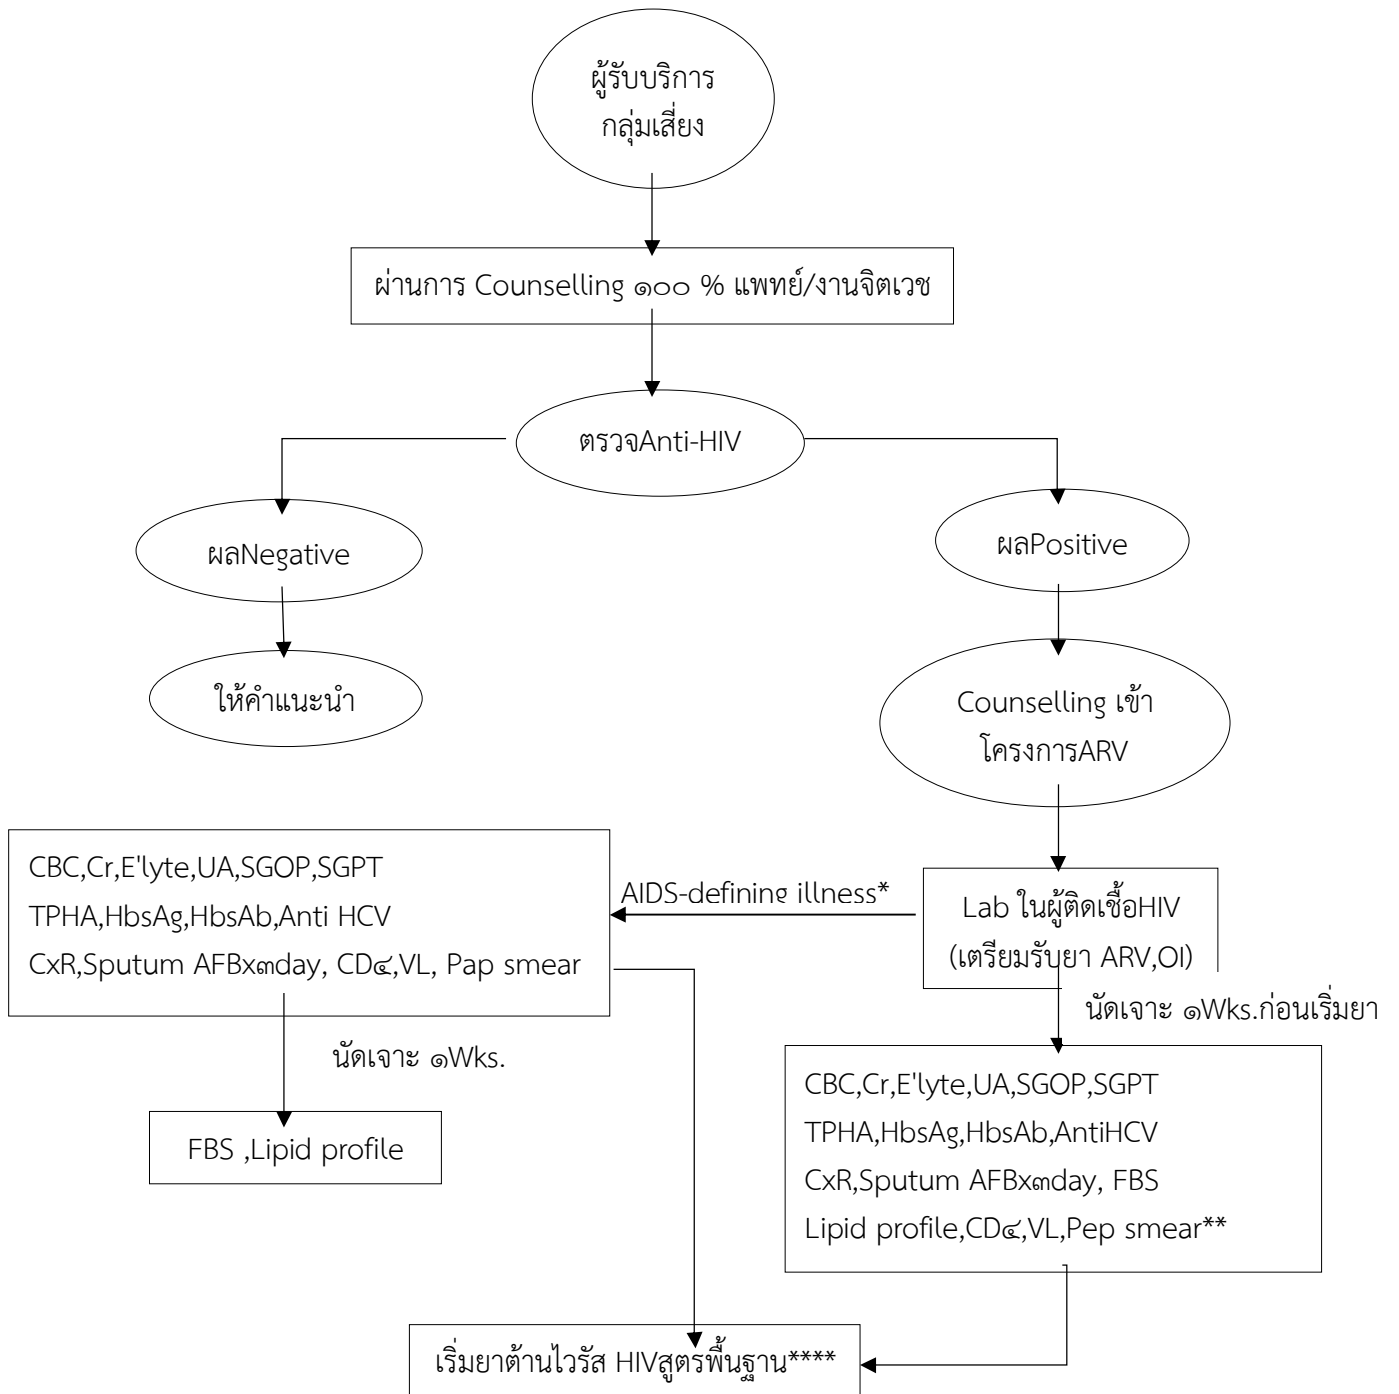 ผู้รับบริการ
กลุ่มเสี่ยง
ผ่านการ Counselling ๑๐๐ % แพทย์/งานจิตเวช
ตรวจAnti-HIV
ผลNegative
ผลPositive
ให้คำแนะนำ
Counselling เข้า
โครงการARV
CBC,Cr,E'lyte,UA,SGOP,SGPT
TPHA,HbsAg,HbsAb,Anti HCV
CxR,Sputum AFBx๓day, CD๔,VL, Pap smear
AIDS-defining illness*
Lab ในผู้ติดเชื้อHIV
(เตรียมรับยา ARV,OI)
นัดเจาะ ๑Wks.ก่อนเริ่มยา
นัดเจาะ ๑Wks.
FBS ,Lipid profile
CBC,Cr,E'lyte,UA,SGOP,SGPT
TPHA,HbsAg,HbsAb,AntiHCV
CxR,Sputum AFBx๓day, FBS
Lipid profile,CD๔,VL,Pep smear**
เริ่มยาต้านไวรัส HIVสูตรพื้นฐาน****